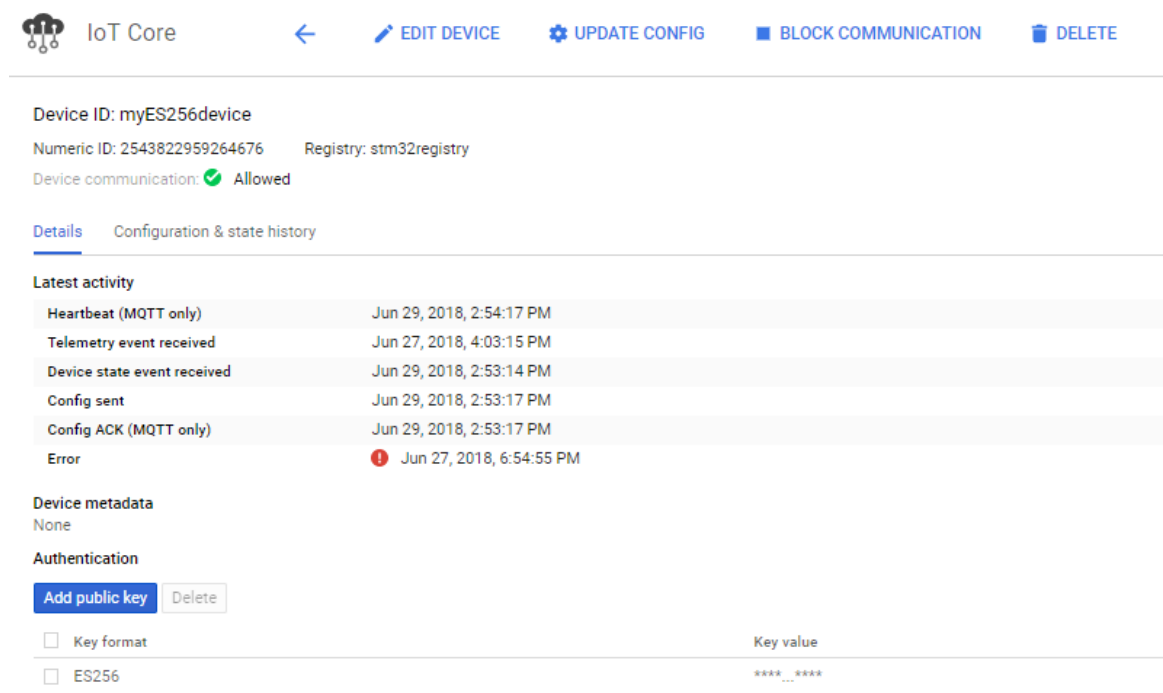 IoT Core EDIT DEVICE UPDATE CONFIG BLOCK COMMUNICATION DELETE
Device ID: myES256device
Numeric ID: 2543822959264676 Registry: stm32registry
Device communication: Allowed
Details Configuration & state history
Latest activity
Heartbeat (MQTT only) Jun 29, 2018, 2:54:17 PM
Telemetry event received Jun 27, 2018, 4:03:15 PM
Device state event received Jun 29, 2018, 2:53:14 PM
Config sent Jun 29, 2018, 2:53:17 PM
Config ACK (MQTT only) Jun 29, 2018, 2:53:17 PM
Error Jun 27, 2018, 6:54:55 PM
Device metadata
None
Authentication
Add public key Delete
Key format Key value
ES256 ****...****